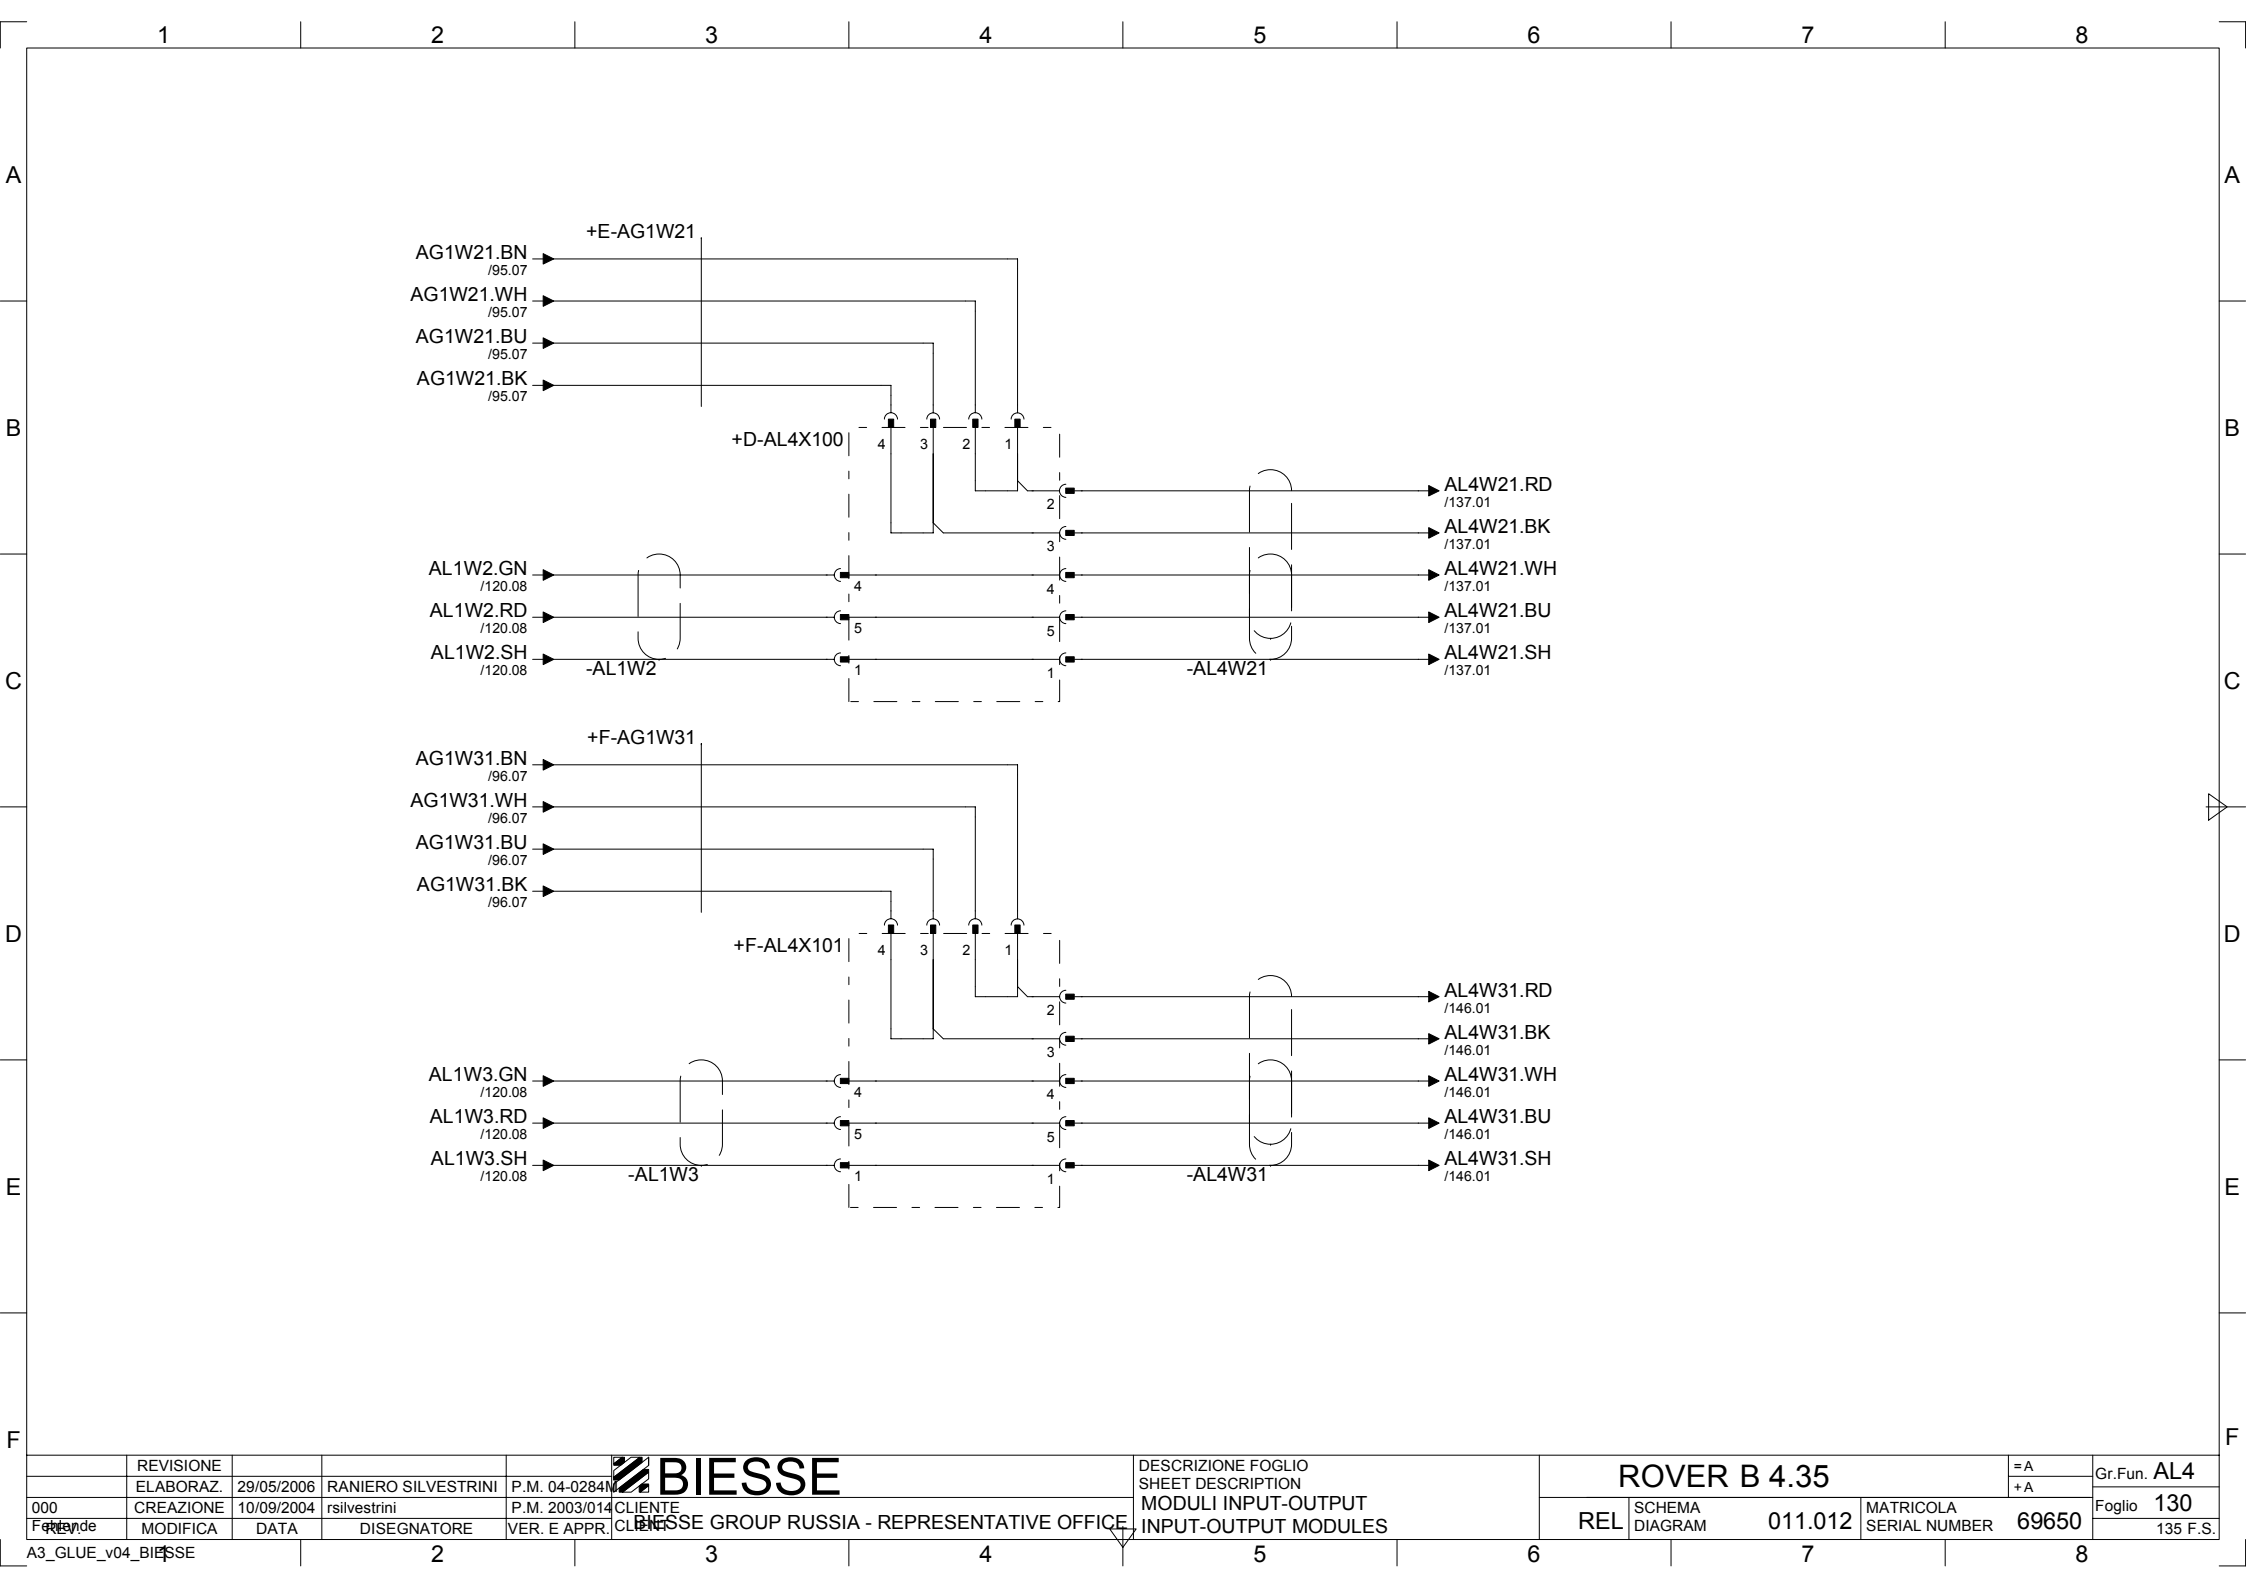 1 2 3 4 5 6 7 8
A A
+E-AG1W21
AG1W21.BN
/95.07
AG1W21.WH
/95.07
AG1W21.BU
/95.07
AG1W21.BK
/95.07
B B
+D-AL4X100 4 3 2 1
2 AL4W21.RD
/137.01
3 AL4W21.BK
/137.01
AL1W2.GN 4 4 AL4W21.WH
/120.08 /137.01
AL1W2.RD 5 5 AL4W21.BU
/120.08 /137.01
AL1W2.SH 1 1 AL4W21.SH
/120.08 /137.01
-AL1W2 -AL4W21
C C
+F-AG1W31
AG1W31.BN
/96.07
AG1W31.WH
/96.07
AG1W31.BU
/96.07
AG1W31.BK
/96.07
D D
+F-AL4X101 4 3 2 1
2 AL4W31.RD
/146.01
3 AL4W31.BK
/146.01
AL1W3.GN 4 4 AL4W31.WH
/120.08 /146.01
AL1W3.RD 5 5 AL4W31.BU
/120.08 /146.01
AL1W3.SH 1 1 AL4W31.SH
/120.08 /146.01
-AL1W3 -AL4W31
E E
F F
REVISIONE
ELABORAZ. 29/05/2006 RANIERO SILVESTRINI P.M. 04-0284M
000 CREAZIONE 10/09/2004 rsilvestrini P.M. 2003/014
Fehlende REV. MODIFICA DATA DISEGNATORE VER. E APPR.
BIESSE
CLIENTE
CLIENT
BIESSE GROUP RUSSIA - REPRESENTATIVE OFFICE
DESCRIZIONE FOGLIO
SHEET DESCRIPTION
MODULI INPUT-OUTPUT
INPUT-OUTPUT MODULES
ROVER B 4.35
REL SCHEMA
DIAGRAM 011.012
MATRICOLA
SERIAL NUMBER 69650
=A
+A
Gr.Fun. AL4
Foglio 130
135 F.S.
A3_GLUE_v04_BIESSE
1 2 3 4 5 6 7 8